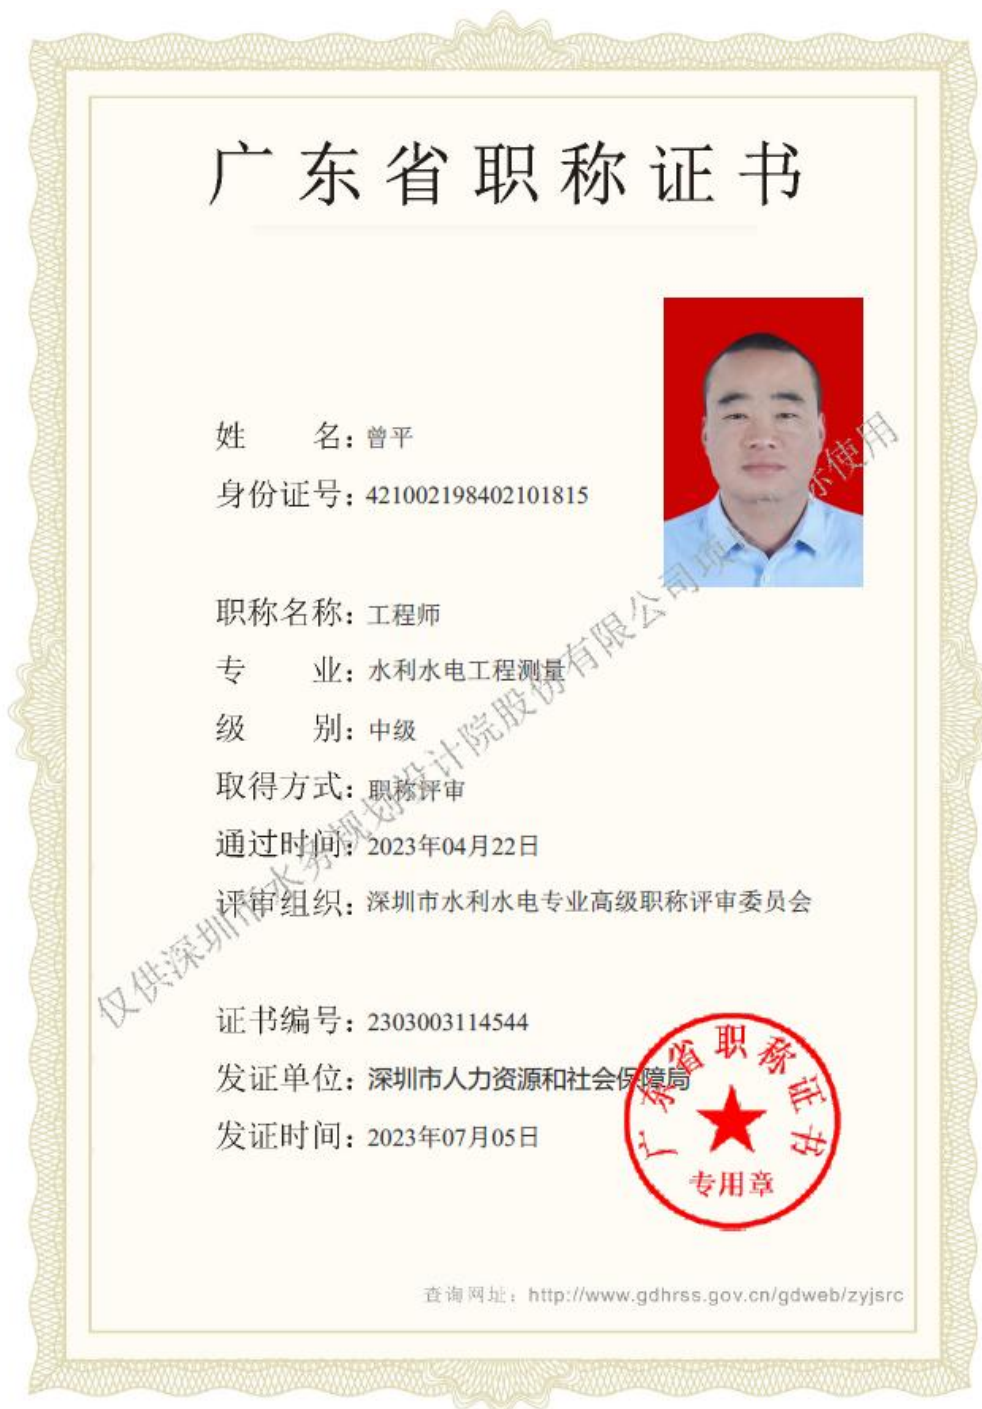 广东省职称证书
姓　　名：曾平
身份证号：421002198402101815
职称名称：工程师
专　　业：水利水电工程测量
级　　别：中级
取得方式：职称评审
通过时间：2023年04月22日
评审组织：深圳市水利水电专业高级职称评审委员会
证书编号：2303003114544
发证单位：深圳市人力资源和社会保障局
发证时间：2023年07月05日
广东省职称证书
专用章
查询网址：http://www.gdhrss.gov.cn/gdweb/zyjsrc
仅供深圳市水务规划设计院股份有限公司项 标使用